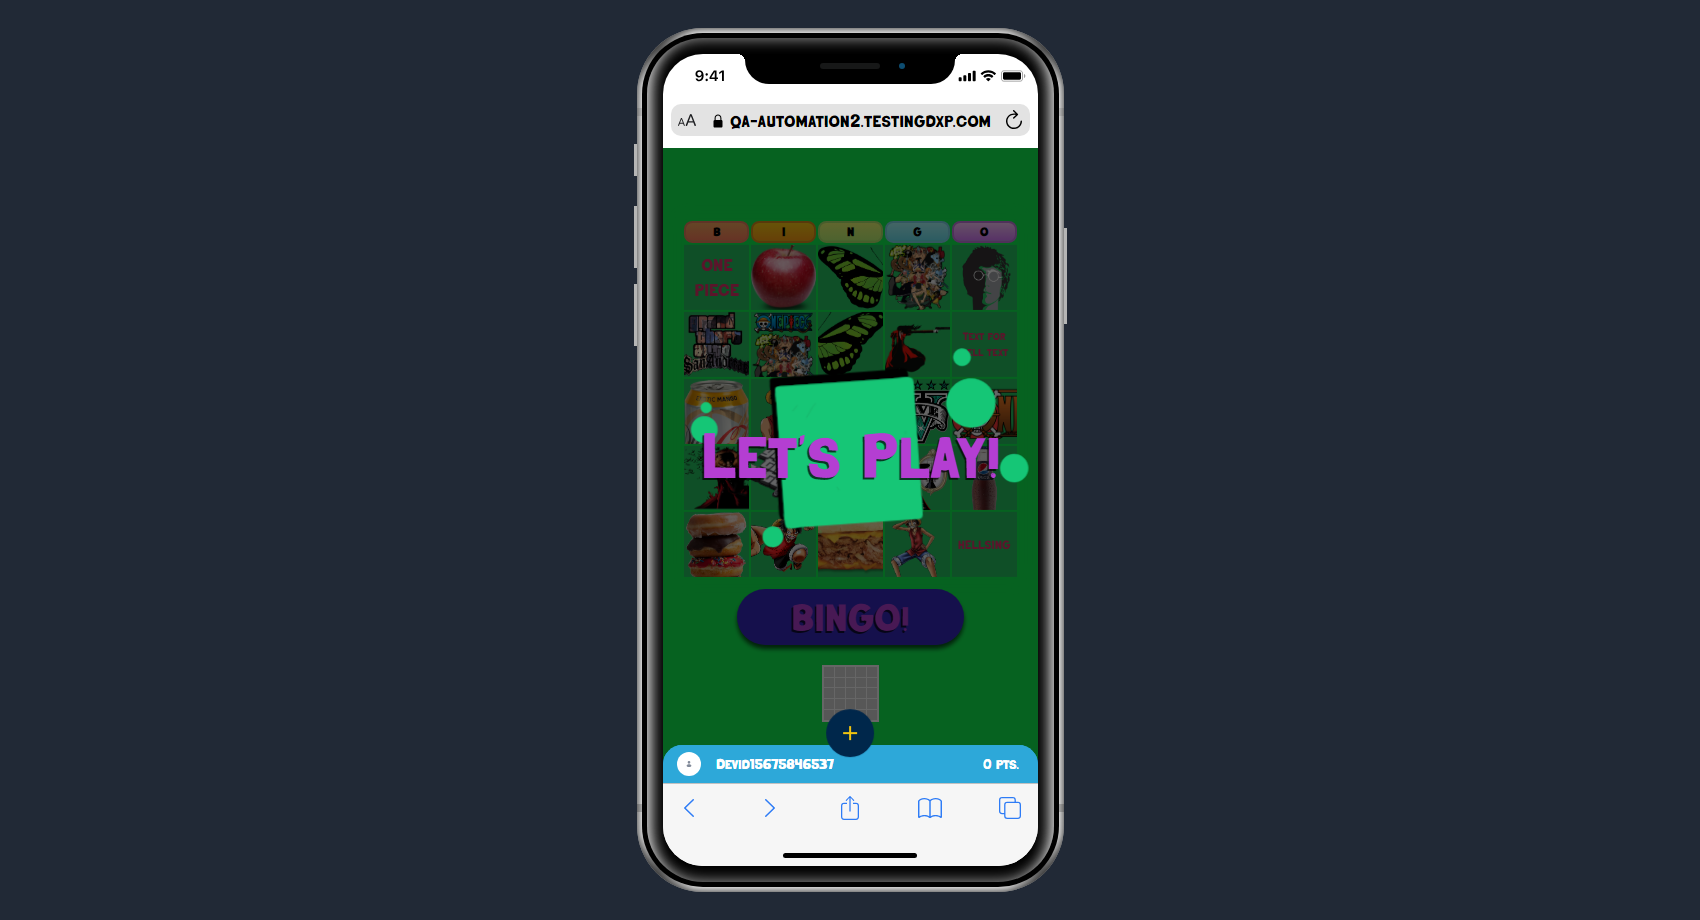 9:41
AA QA-AUTOMATION2.TESTINGDXP.COM
B I N G O
ONE
PIECE
TEXT FOR
TEXT
LET'S PLAY!
HELLSING
BINGO!
+
DEVID15675846537 0 PTS.